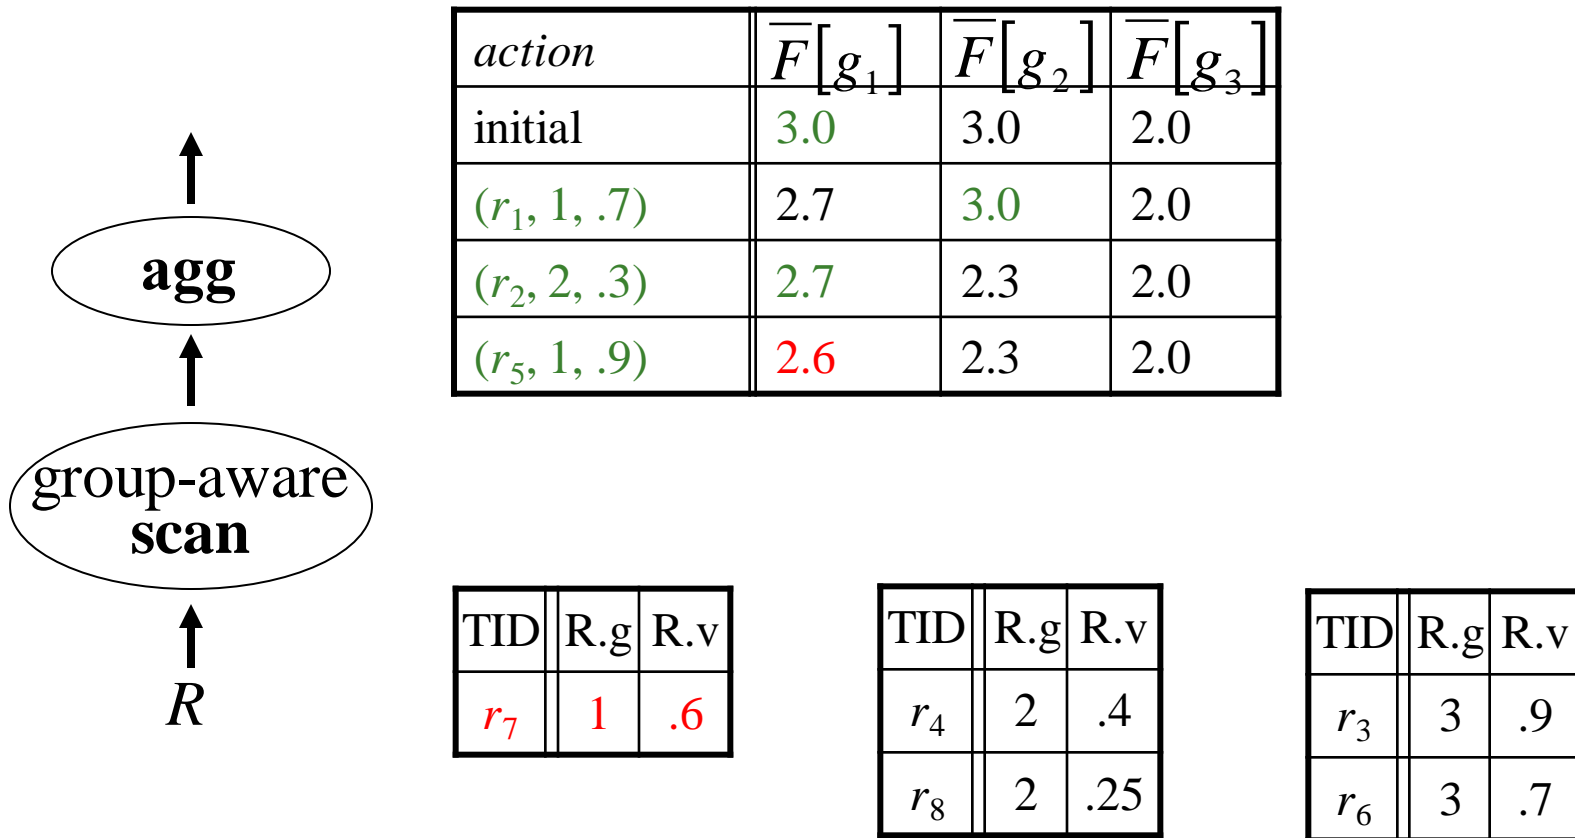 action F̅[g₁] F̅[g₂] F̅[g₃]
initial 3.0 3.0 2.0
(r₁, 1, .7) 2.7 3.0 2.0
(r₂, 2, .3) 2.7 2.3 2.0
(r₅, 1, .9) 2.6 2.3 2.0
agg
group-aware
scan
R
TID R.g R.v
r₇ 1 .6
TID R.g R.v
r₄ 2 .4
r₈ 2 .25
TID R.g R.v
r₃ 3 .9
r₆ 3 .7